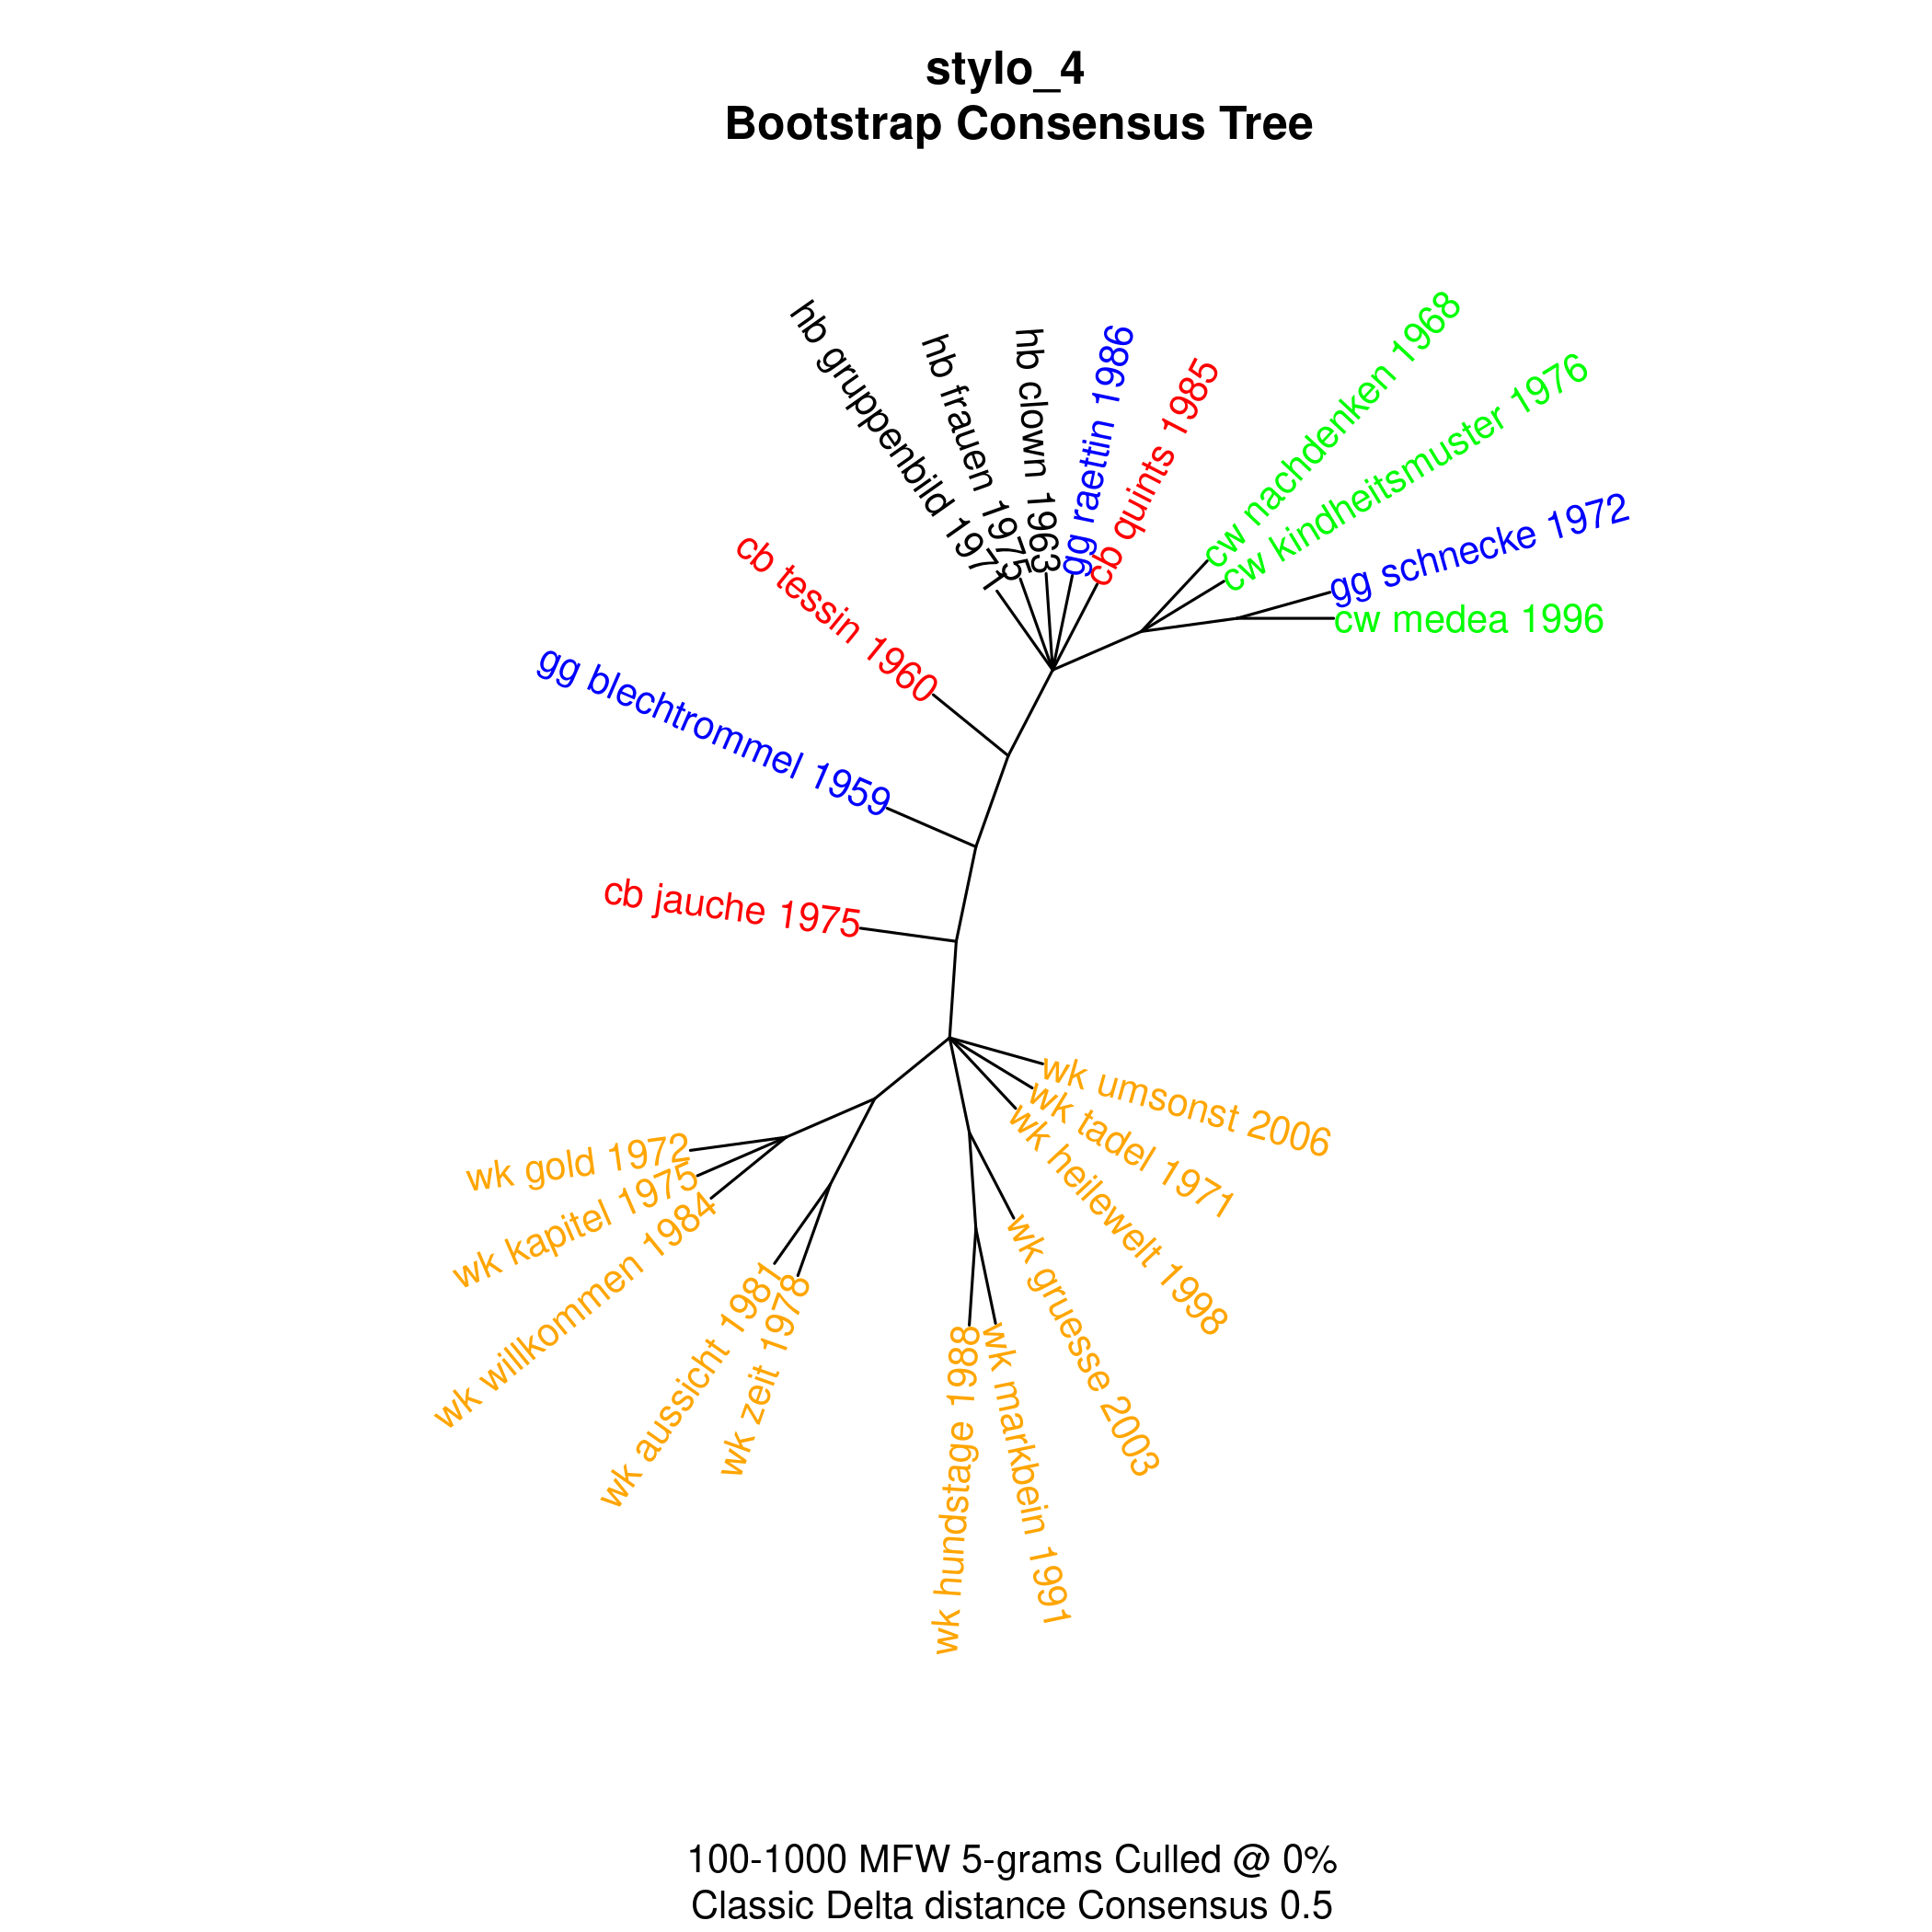 stylo_4
Bootstrap Consensus Tree
hb gruppenbild 1971
hb frauen 1975
hb clown 1963
gg raettin 1986
cb quints 1985
cw nachdenken 1968
cw kindheitsmuster 1976
gg schnecke 1972
cw medea 1996
cb tessin 1960
gg blechtrommel 1959
cb jauche 1975
wk umsonst 2006
wk tadel 1971
wk heilewelt 1998
wk gruesse 2003
wk markbein 1991
wk hundstage 1988
wk zeit 1978
wk aussicht 1981
wk willkommen 1984
wk kapitel 1975
wk gold 1972
100-1000 MFW 5-grams Culled @ 0%
Classic Delta distance Consensus 0.5